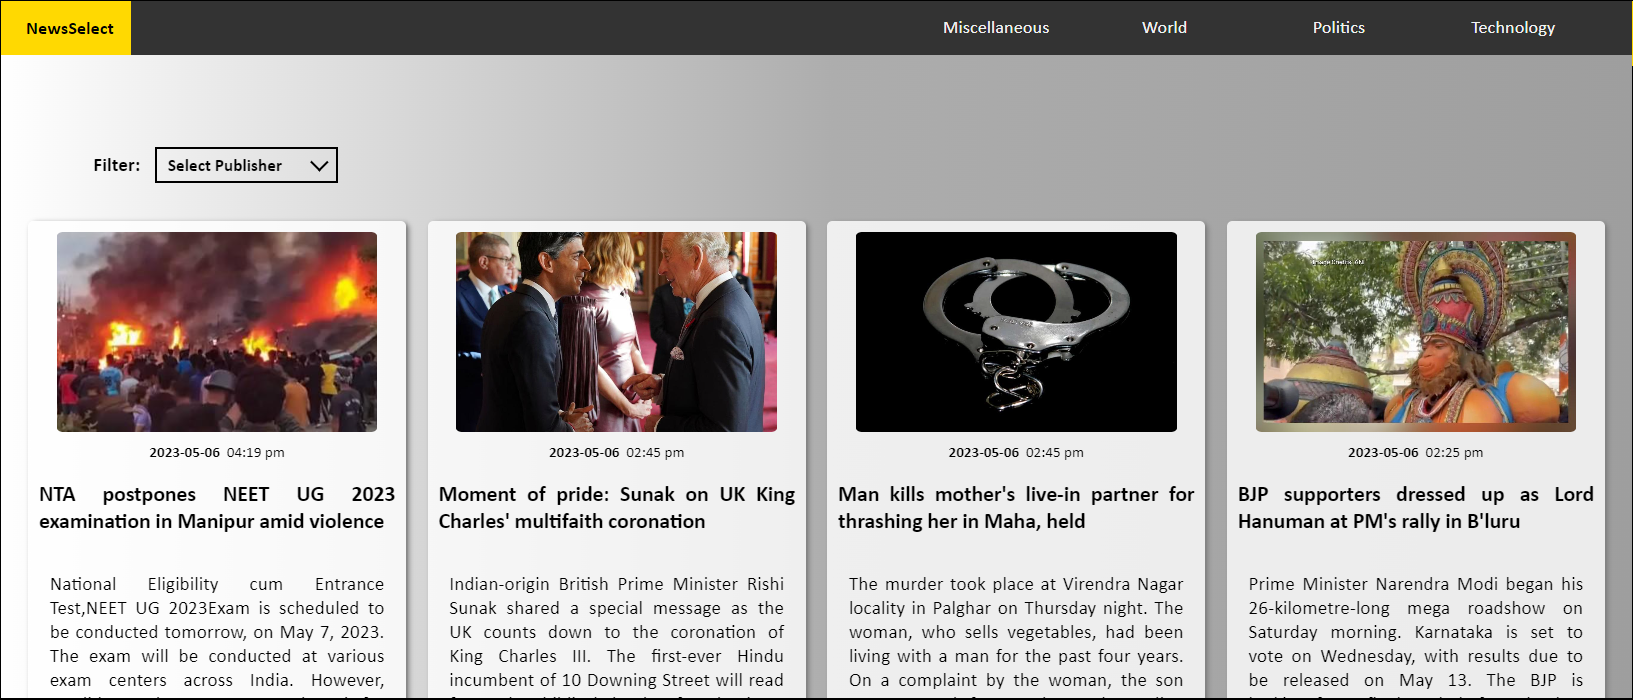 NewsSelect
Miscellaneous
World
Politics
Technology
Filter:
Select Publisher
2023-05-06 04:19 pm
NTA postpones NEET UG 2023
examination in Manipur amid violence
National Eligibility cum Entrance
Test,NEET UG 2023Exam is scheduled to
be conducted tomorrow, on May 7, 2023.
The exam will be conducted at various
exam centers across India. However,
2023-05-06 02:45 pm
Moment of pride: Sunak on UK King
Charles' multifaith coronation
Indian-origin British Prime Minister Rishi
Sunak shared a special message as the
UK counts down to the coronation of
King Charles III. The first-ever Hindu
incumbent of 10 Downing Street will read
2023-05-06 02:45 pm
Man kills mother's live-in partner for
thrashing her in Maha, held
The murder took place at Virendra Nagar
locality in Palghar on Thursday night. The
woman, who sells vegetables, had been
living with a man for the past four years.
On a complaint by the woman, the son
2023-05-06 02:25 pm
BJP supporters dressed up as Lord
Hanuman at PM's rally in B'luru
Prime Minister Narendra Modi began his
26-kilometre-long mega roadshow on
Saturday morning. Karnataka is set to
vote on Wednesday, with results due to
be released on May 13. The BJP is